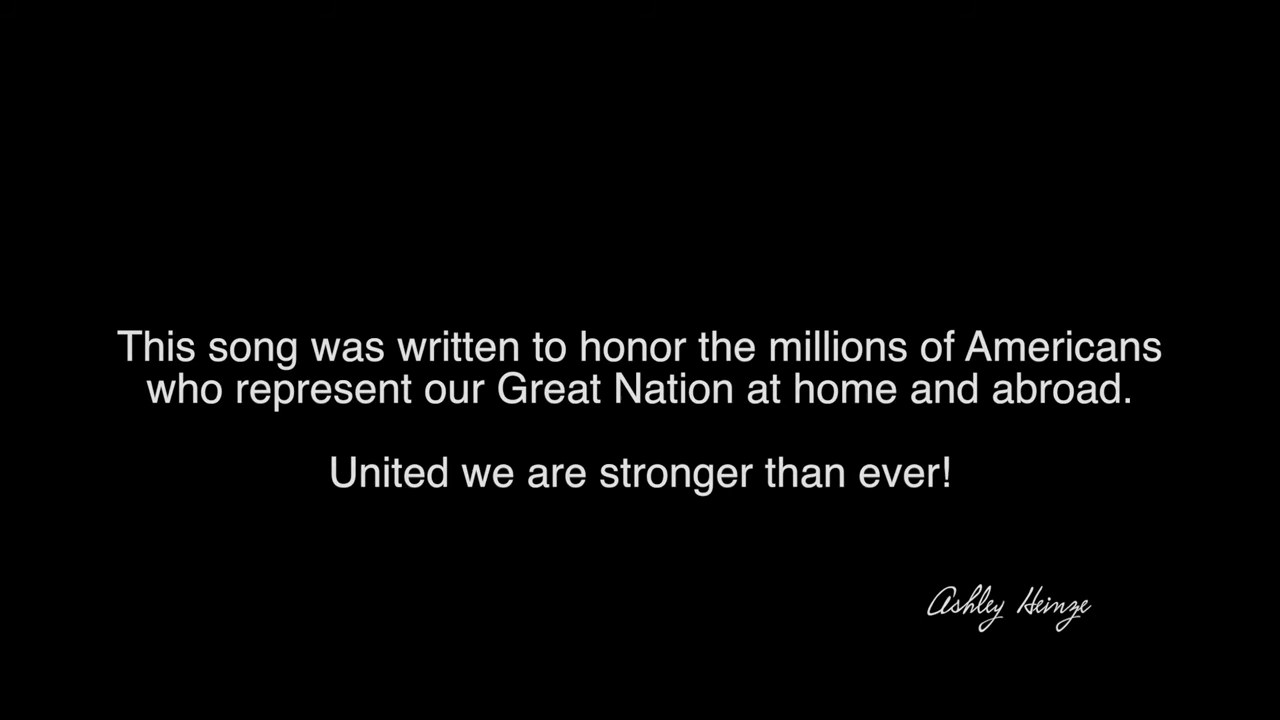 This song was written to honor the millions of Americans
who represent our Great Nation at home and abroad.
United we are stronger than ever!
Ashley Heinze